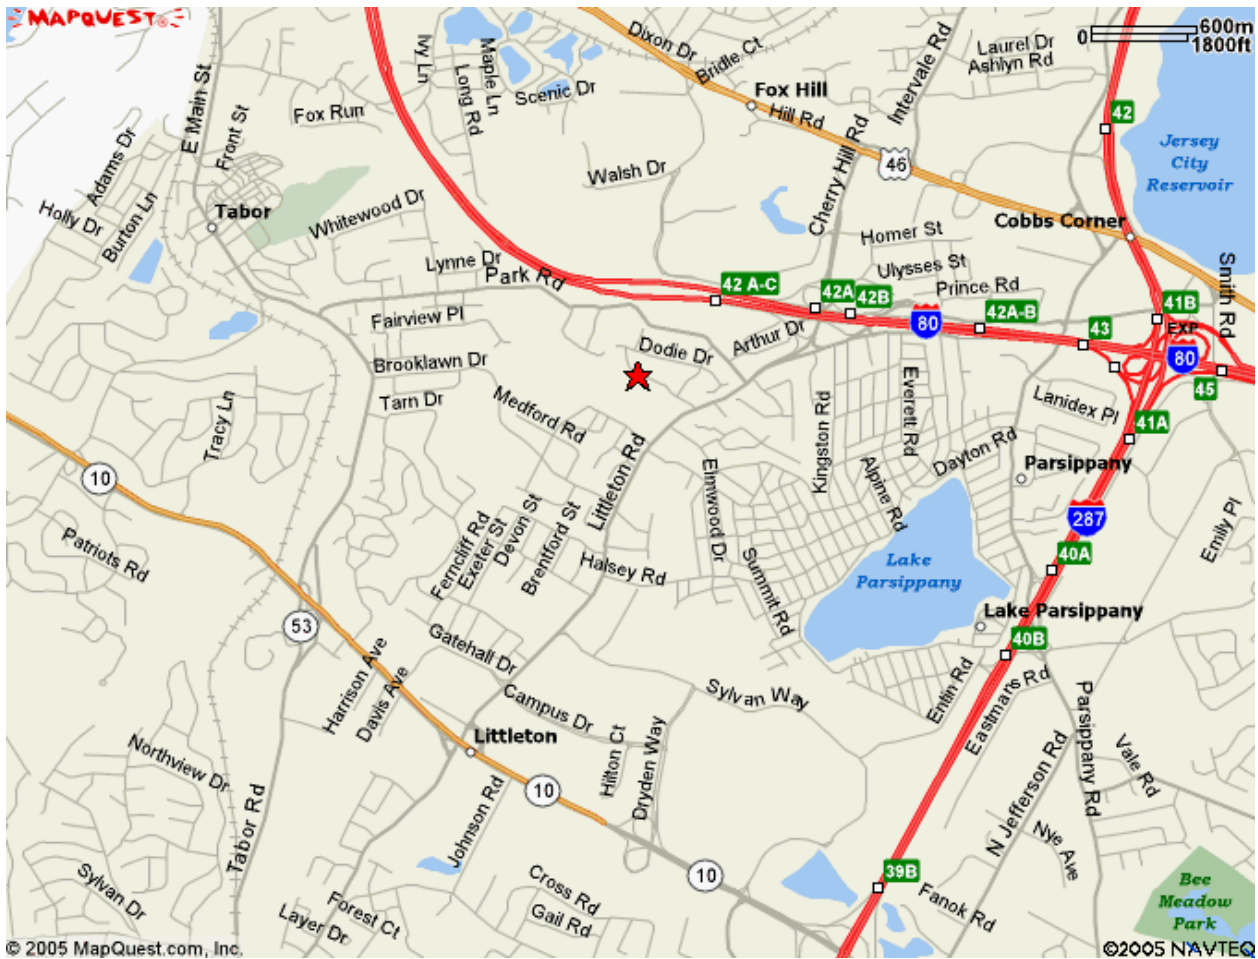 MAPQUEST
600m
0
1800ft
Dixon Dr
Bridle Ct
Ivy Ln
Maple Ln
Long Rd
Scenic Dr
Fox Run
E Main St
Front St
Adams Dr
Burton Ln
Holly Dr
Tabor
Whitewood Dr
Lynne Dr
Park Rd
Fox Hill
Hill Rd
Intervale Rd
Laurel Dr
Ashlyn Rd
42
Jersey
City
Reservoir
46
Walsh Dr
Cherry Hill Rd
Cobbs Corner
Homer St
Ulysses St
Prince Rd
Smith Rd
42 A-C
42A
42B
80
42A-B
43
41B
EXP
80
45
Fairview Pl
Brooklawn Dr
Tarn Dr
Dodie Dr
Arthur Dr
Medford Rd
Littleton Rd
Tracy Ln
Kingston Rd
Everett Rd
Alpine Rd
Dayton Rd
Lanidex Pl
41A
Parsippany
287
Emily Pl
10
Patriots Rd
Ferncliff Rd
Exeter St
Devon St
Brentford St
Halsey Rd
Elmwood Dr
Summit Rd
Lake
Parsippany
40A
Lake Parsippany
40B
53
Harrison Ave
Davis Ave
Gatehall Dr
Campus Dr
Sylvan Way
Entin Rd
Eastmans Rd
Parsippany Rd
Vale Rd
N Jefferson Rd
Nye Ave
Littleton
10
Hilton Ct
Dryden Way
Johnson Rd
Northview Dr
Tabor Rd
Sylvan Dr
Layer Dr
Forest Ct
Cross Rd
Gail Rd
10
39B
Fanok Rd
Bee
Meadow
Park
© 2005 MapQuest.com, Inc.
©2005 NAVTEQ